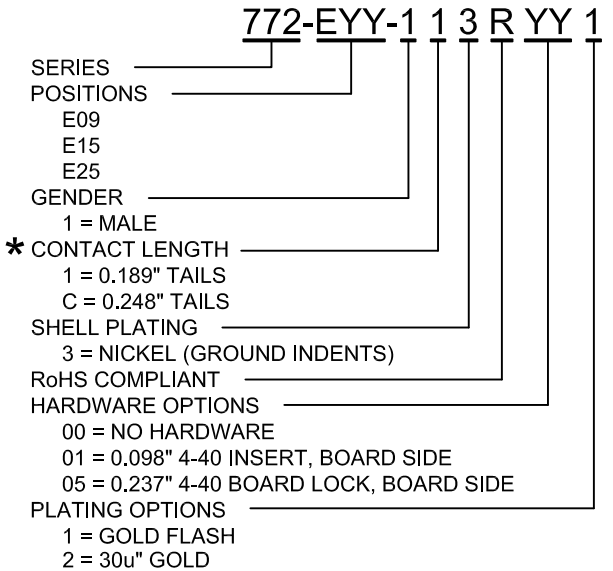 772-EYY-1 1 3 R YY 1
SERIES
POSITIONS
E09
E15
E25
GENDER
1 = MALE
* CONTACT LENGTH
1 = 0.189" TAILS
C = 0.248" TAILS
SHELL PLATING
3 = NICKEL (GROUND INDENTS)
RoHS COMPLIANT
HARDWARE OPTIONS
00 = NO HARDWARE
01 = 0.098" 4-40 INSERT, BOARD SIDE
05 = 0.237" 4-40 BOARD LOCK, BOARD SIDE
PLATING OPTIONS
1 = GOLD FLASH
2 = 30u" GOLD